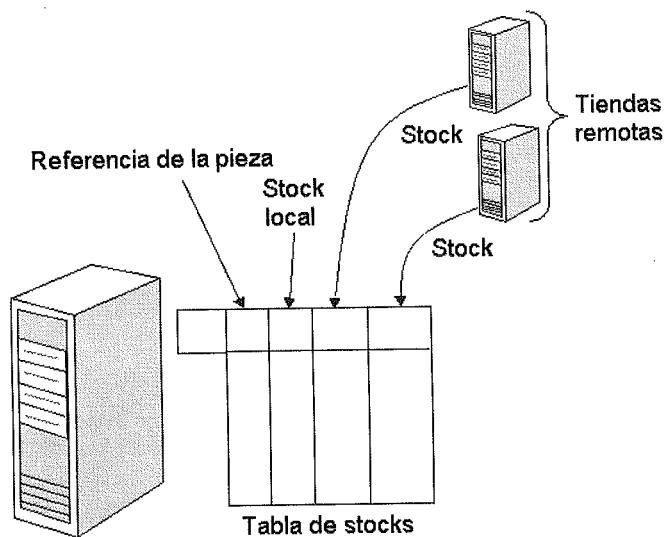 Tiendas
remotas
Stock
Referencia de la pieza
Stock
local
Stock
Tabla de stocks